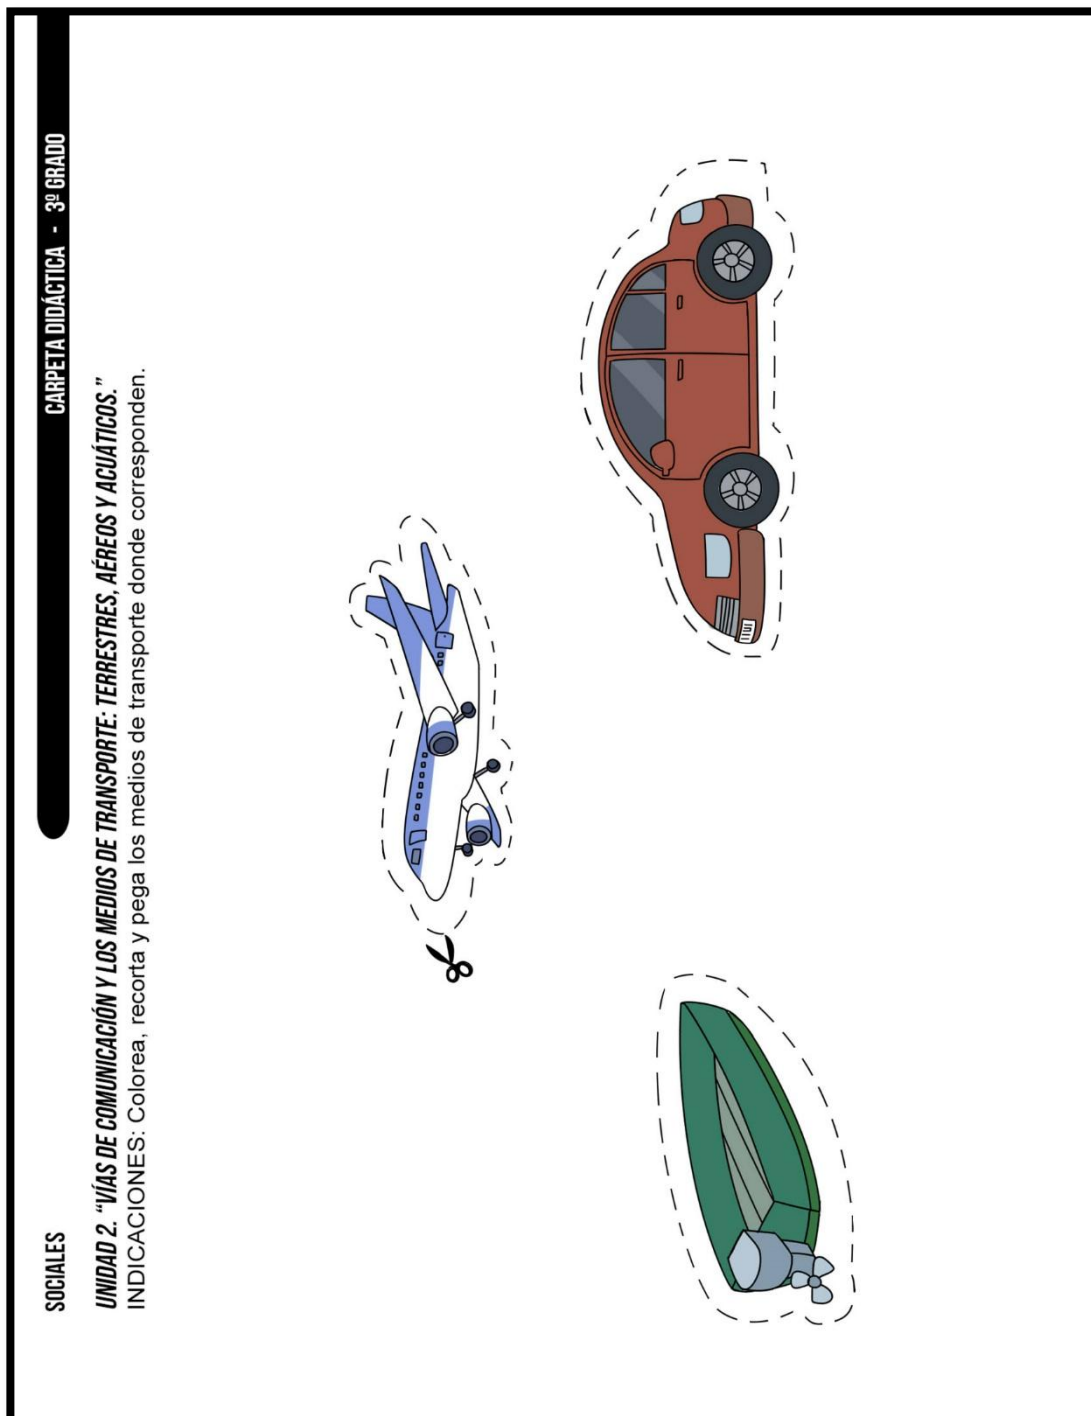 SOCIALES
CARPETA DIDÁCTICA - 3º GRADO
UNIDAD 2. “VÍAS DE COMUNICACIÓN Y LOS MEDIOS DE TRANSPORTE: TERRESTRES, AÉREOS Y ACUÁTICOS.”
INDICACIONES: Colorea, recorta y pega los medios de transporte donde corresponden.